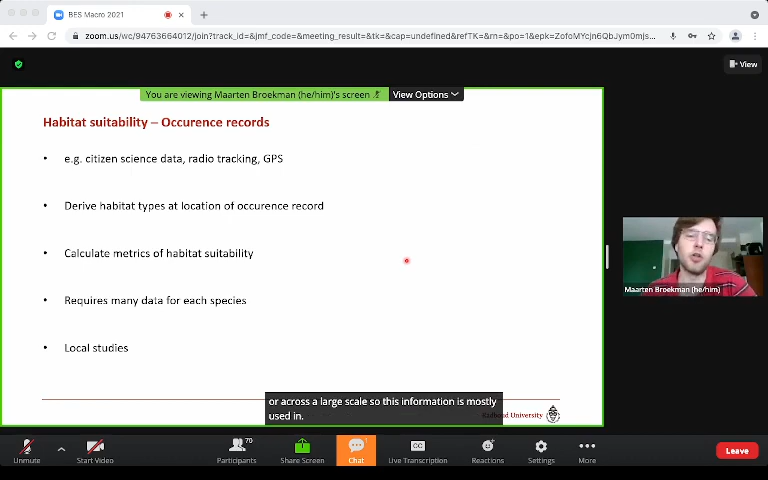 BES Macro 2021
zoom.us/wc/94763664012/join?track_id=&jmf_code=&meeting_result=&tk=&cap=undefined&refTK=&rn=&po=1&epk=ZofoMYcjn6QbJym0mjs...
You are viewing Maarten Broekman (he/him)'s screen
View Options
View
Habitat suitability – Occurence records
• e.g. citizen science data, radio tracking, GPS
• Derive habitat types at location of occurence record
• Calculate metrics of habitat suitability
• Requires many data for each species
• Local studies
Maarten Broekman (he/him)
or across a large scale so this information is mostly
used in.
University
70
1
CC
Unmute
Start Video
Participants
Share Screen
Chat
Live Transcription
Reactions
Settings
More
Leave